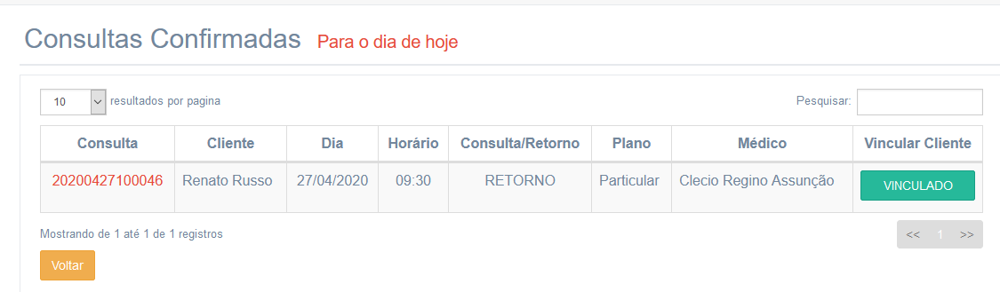 Consultas Confirmadas Para o dia de hoje
10 resultados por pagina Pesquisar:
Consulta Cliente Dia Horário Consulta/Retorno Plano Médico Vincular Cliente
20200427100046 Renato Russo 27/04/2020 09:30 RETORNO Particular Clecio Regino Assunção VINCULADO
Mostrando de 1 até 1 de 1 registros << 1 >>
Voltar